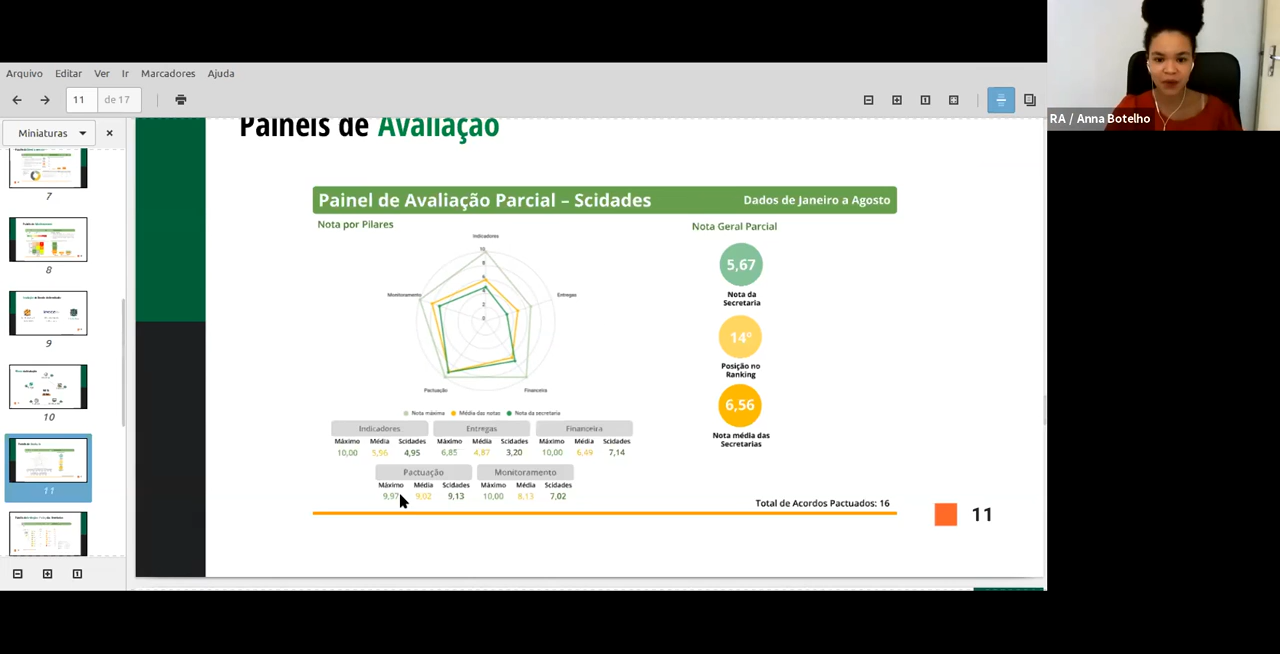 Arquivo Editar Ver Ir Marcadores Ajuda
11 de 17
Miniaturas
7
8
9
10
11
Painéis de Avaliação
Painel de Avaliação Parcial – Scidades
Dados de Janeiro a Agosto
Nota por Pilares
Indicadores
10
8
6
4
2
0
Monitoramento
Entregas
Pactuação
Financeira
Nota máxima Média das notas Nota da secretaria
Indicadores Entregas Financeira
Máximo Média Scidades Máximo Média Scidades Máximo Média Scidades
10,00 5,56 4,95 6,85 4,87 3,20 10,00 6,49 7,14
Pactuação Monitoramento
Máximo Média Scidades Máximo Média Scidades
9,97 9,02 9,13 10,00 8,13 7,02
Nota Geral Parcial
5,67
Nota da
Secretaria
14º
Posição no
Ranking
6,56
Nota média das
Secretarias
Total de Acordos Pactuados: 16
11
RA / Anna Botelho